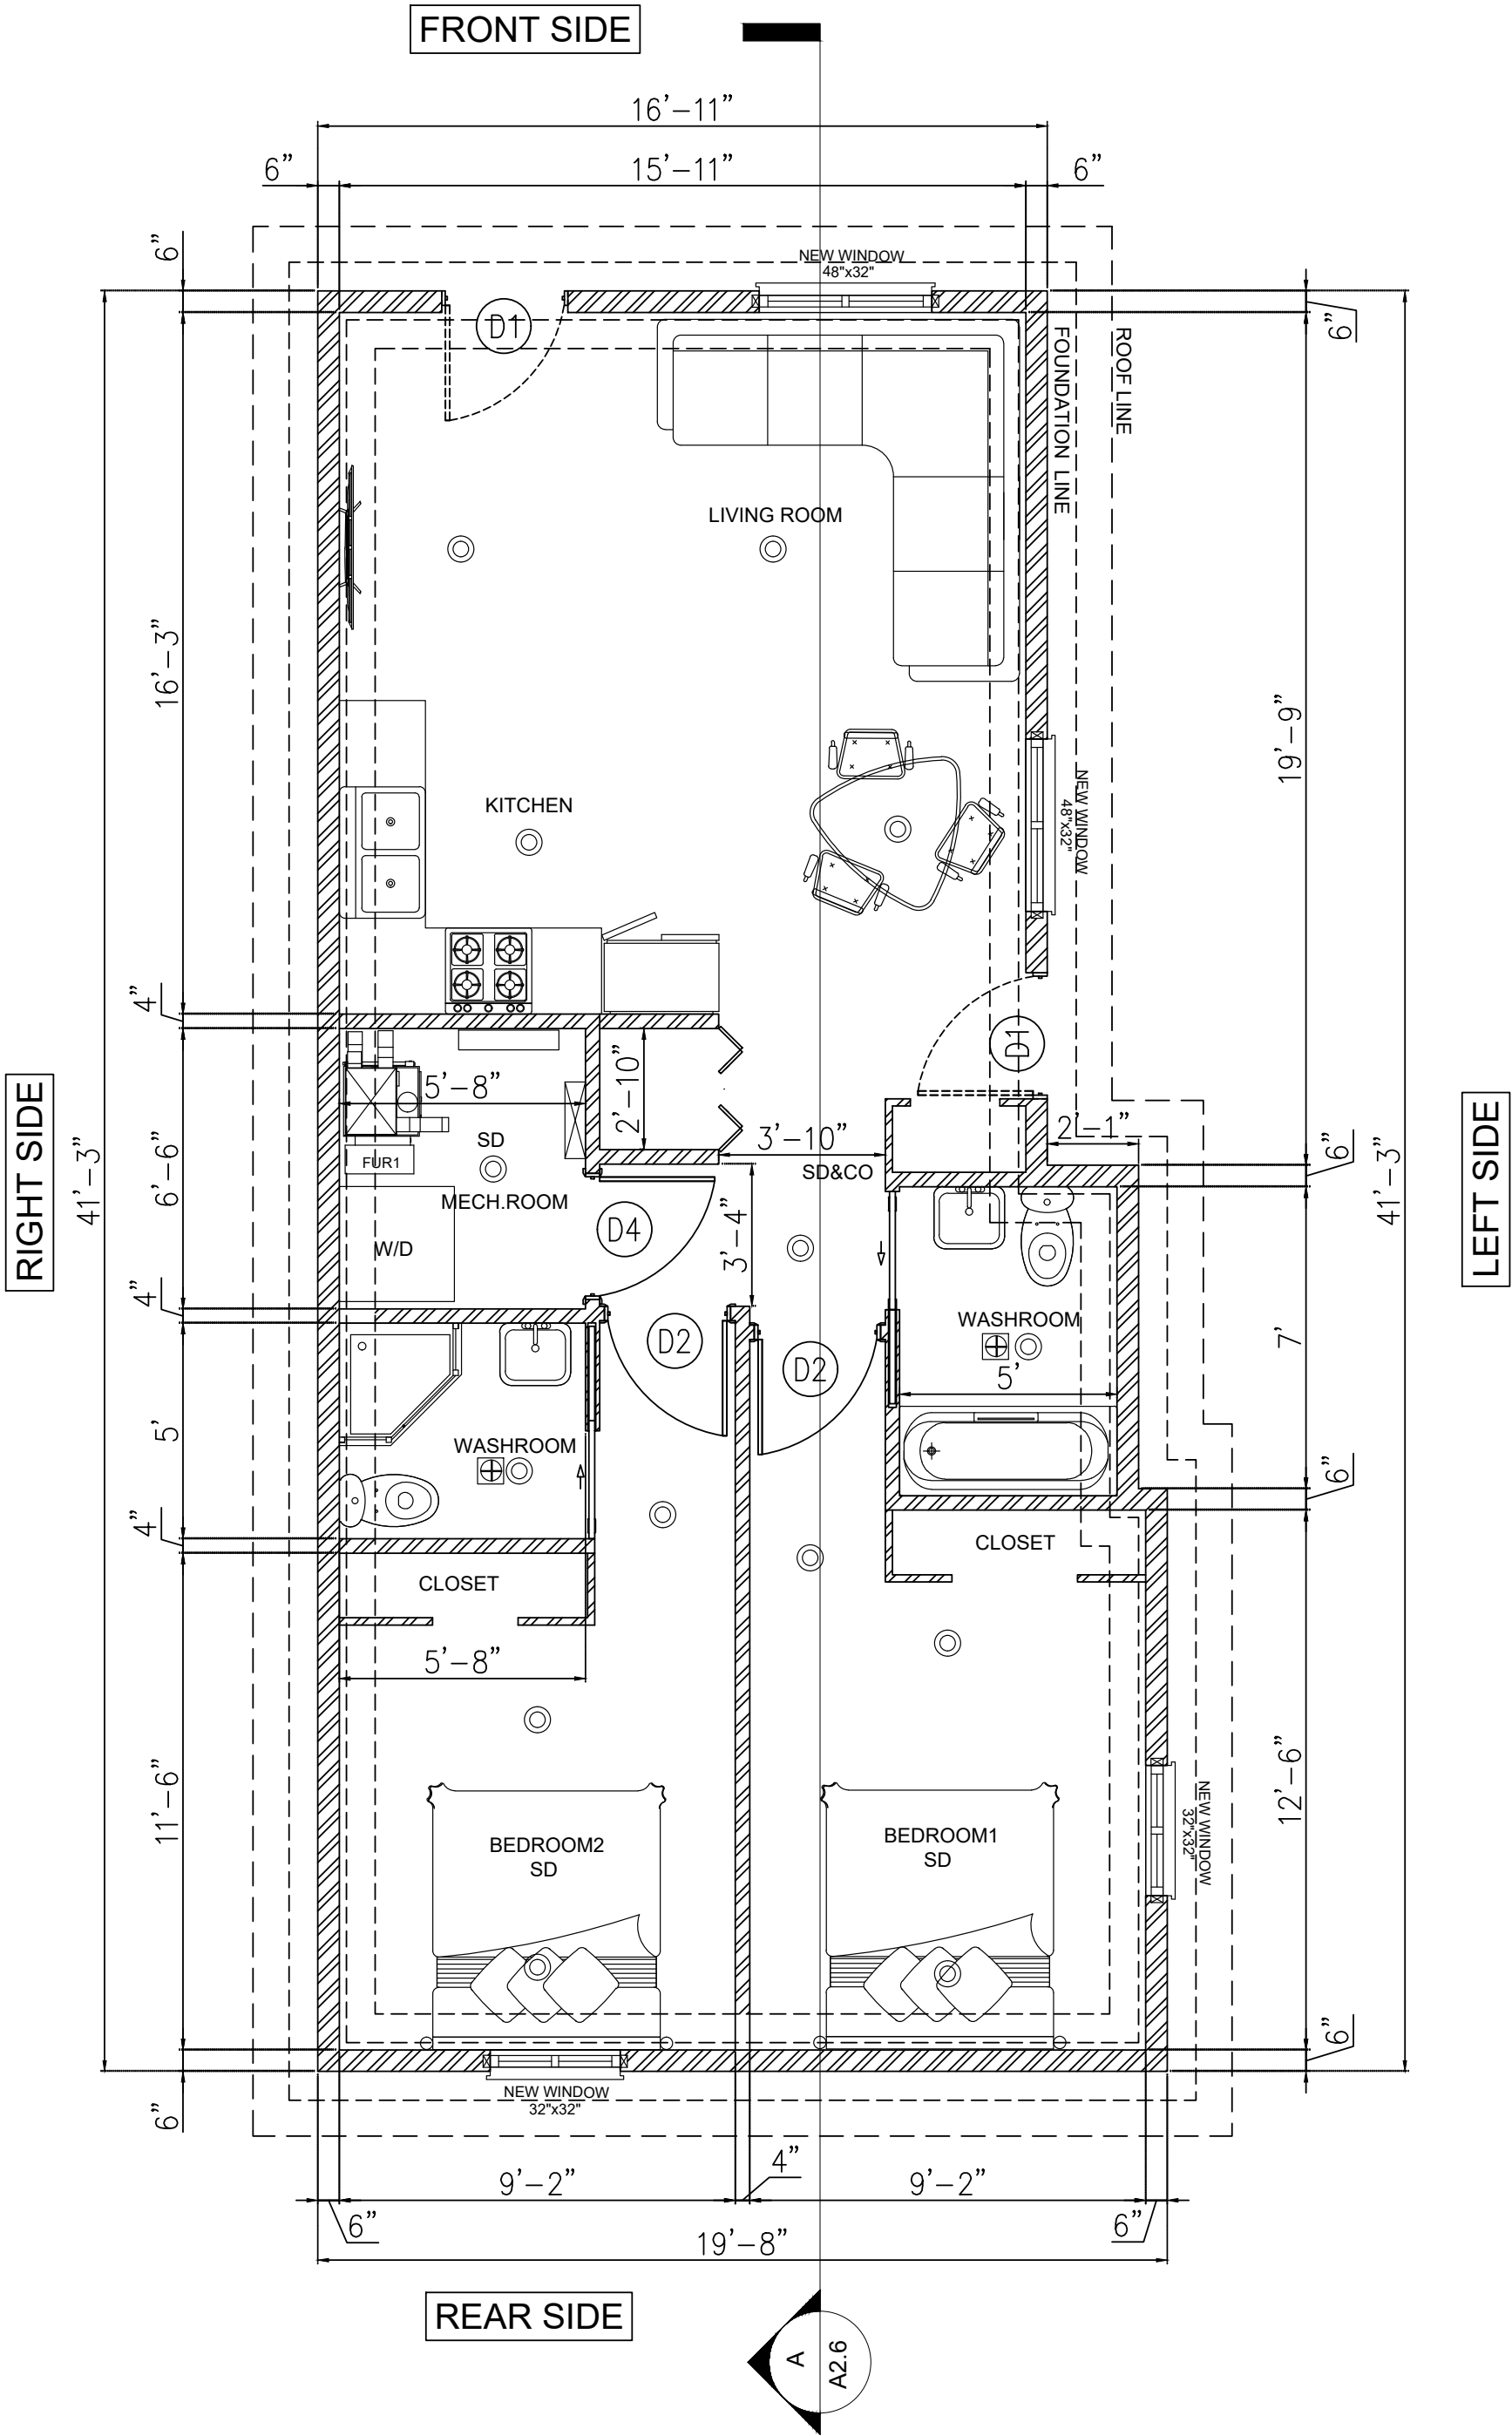 FRONT SIDE
16’-11”
6”
15’-11”
6”
6”
NEW WINDOW
48"x32"
D1
6”
ROOF LINE
FOUNDATION LINE
LIVING ROOM
16’-3”
19’-9”
NEW WINDOW
48"x32"
KITCHEN
4”
D1
5’-8”
2’-10”
2’-1”
3’-10”
SD
SD&CO
6”
FUR1
MECH.ROOM
RIGHT SIDE
41’-3”
6’-6”
41’-3”
LEFT SIDE
D4
3’-4”
W/D
4”
WASHROOM
D2
D2
7’
5’
5’
WASHROOM
6”
4”
CLOSET
CLOSET
5’-8”
11’-6”
12’-6”
NEW WINDOW
32"x32"
BEDROOM2
SD
BEDROOM1
SD
6”
NEW WINDOW
32"x32"
6”
4”
9’-2”
9’-2”
6”
6”
19’-8”
REAR SIDE
A
A2.6